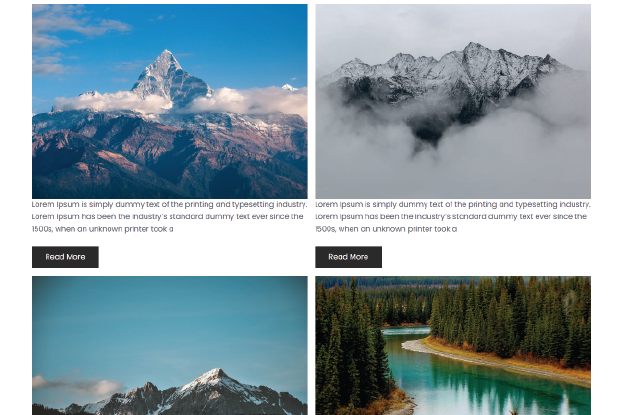 Lorem Ipsum is simply dummy text of the printing and typesetting industry.
Lorem Ipsum has been the industry's standard dummy text ever since the
1500s, when an unknown printer took a
Read More
Lorem Ipsum is simply dummy text of the printing and typesetting industry.
Lorem Ipsum has been the industry's standard dummy text ever since the
1500s, when an unknown printer took a
Read More